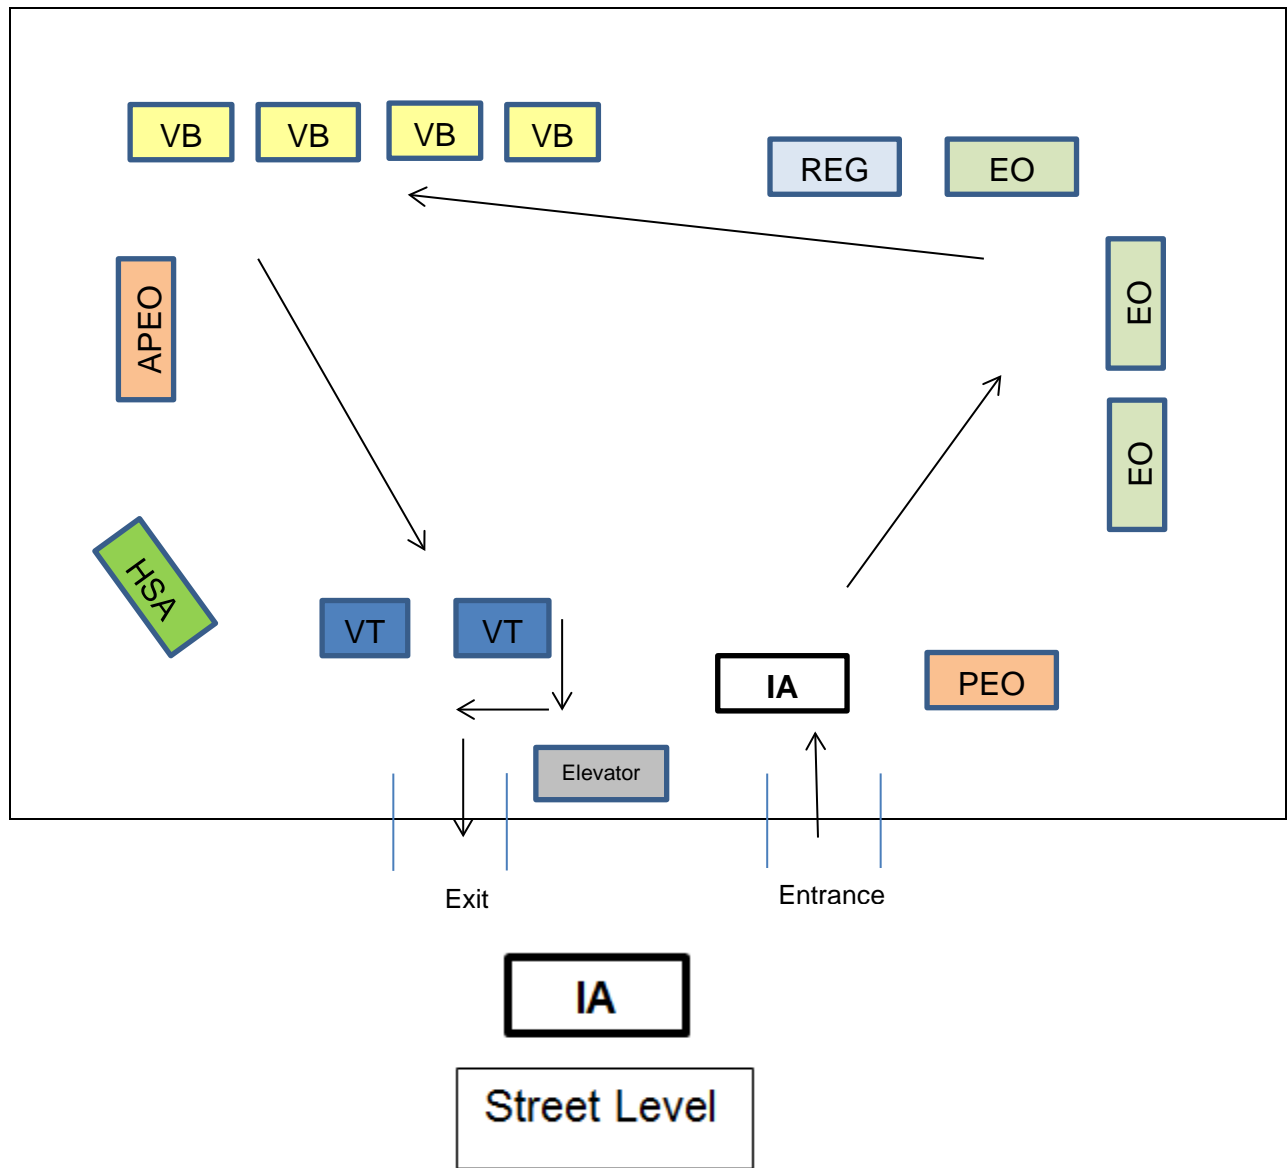 VB VB VB VB
REG EO
EO
APEO
EO
HSA
VT VT
IA PEO
Elevator
Exit Entrance
IA
Street Level